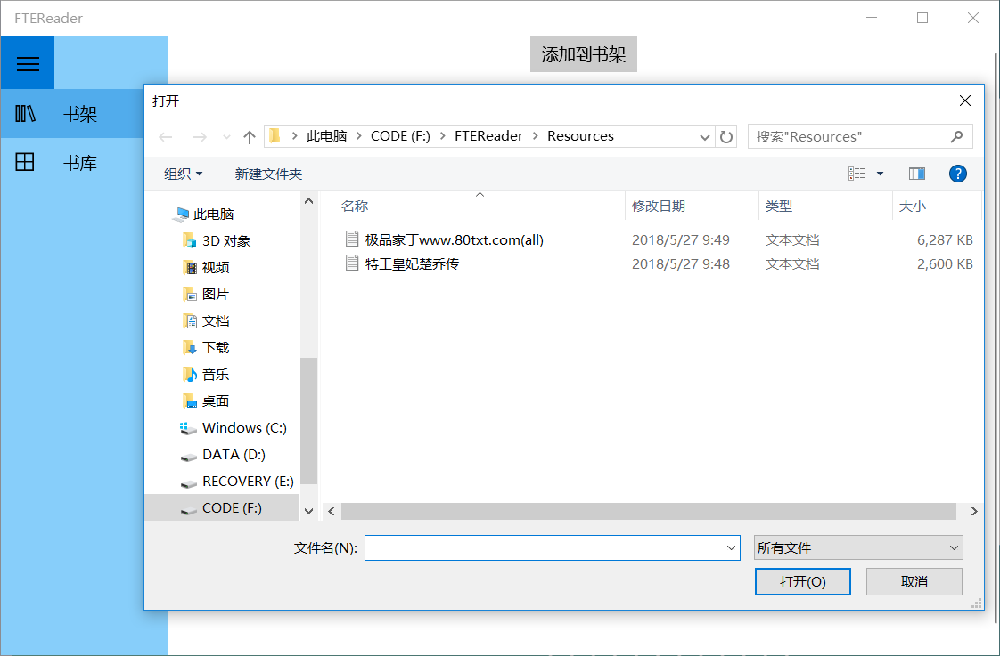 FTEReader
添加到书架
书架
书库
打开
此电脑 CODE (F:) FTEReader Resources
搜索"Resources"
组织 新建文件夹
?
此电脑
3D 对象
视频
图片
文档
下载
音乐
桌面
Windows (C:)
DATA (D:)
RECOVERY (E:)
CODE (F:)
名称 修改日期 类型 大小
极品家丁www.80txt.com(all) 2018/5/27 9:49 文本文档 6,287 KB
特工皇妃楚乔传 2018/5/27 9:48 文本文档 2,600 KB
文件名(N): 所有文件
打开(O) 取消